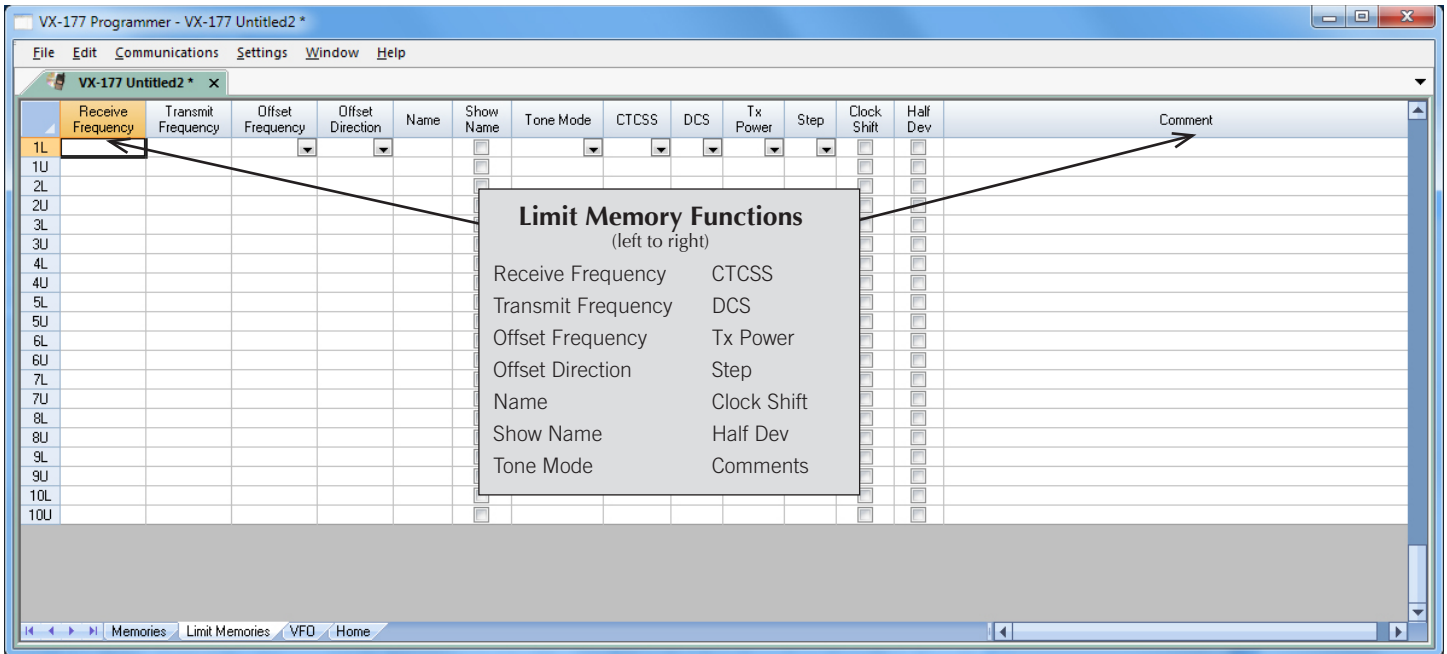 VX-177 Programmer - VX-177 Untitled2 *
File Edit Communications Settings Window Help
VX-177 Untitled2 * x
Receive Frequency Transmit Frequency Offset Frequency Offset Direction Name Show Name Tone Mode CTCSS DCS Tx Power Step Clock Shift Half Dev Comment
1L
1U
2L
2U
3L
3U
4L
4U
5L
5U
6L
6U
7L
7U
8L
8U
9L
9U
10L
10U
Limit Memory Functions
(left to right)
Receive Frequency CTCSS
Transmit Frequency DCS
Offset Frequency Tx Power
Offset Direction Step
Name Clock Shift
Show Name Half Dev
Tone Mode Comments
Memories Limit Memories VFO Home